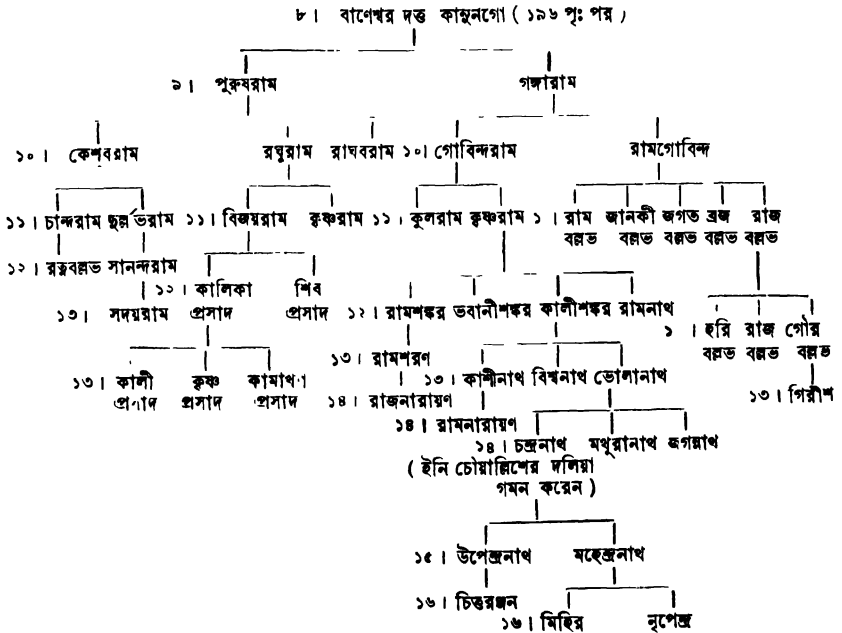 ৮। বাণেশ্বর দত্ত কানুনগো ( ১৯৬ পৃঃ পর )
৯। পুরুষরাম গঙ্গারাম
১০। কেশবরাম রঘুরাম রাঘবরাম ১০। গোবিন্দরাম রামগোবিন্দ
১১। চান্দরাম দুর্ল্লভরাম ১১। বিজয়রাম কৃষ্ণরাম ১১। কুলরাম কৃষ্ণরাম ১। রাম জানকী জগত ব্রজ রাজ
বল্লভ বল্লভ বল্লভ বল্লভ বল্লভ
১২। রত্নবল্লভ সানন্দরাম
১২। কালিকা শিব
প্রসাদ প্রসাদ
১৩। সদয়রাম ১২। রামশঙ্কর ভবানীশঙ্কর কালীশঙ্কর রামনাথ
১। হরি রাজ গৌর
বল্লভ বল্লভ বল্লভ
১৩। রামশরণ
১৩। কালী কৃষ্ণ কামাখ্যা ১৩। কাশীনাথ বিশ্বনাথ ভোলানাথ
প্রসাদ প্রসাদ প্রসাদ ১৪। রাজনারায়ণ ১৩। গিরীশ
১৪। রামনারায়ণ
১৪। চন্দ্রনাথ মথুরানাথ জগন্নাথ
( ইনি চোয়াল্লিশের দলিয়া
গমন করেন )
১৫। উপেন্দ্রনাথ মহেন্দ্রনাথ
১৬। চিত্তরঞ্জন
১৬। মিহির নৃপেন্দ্র